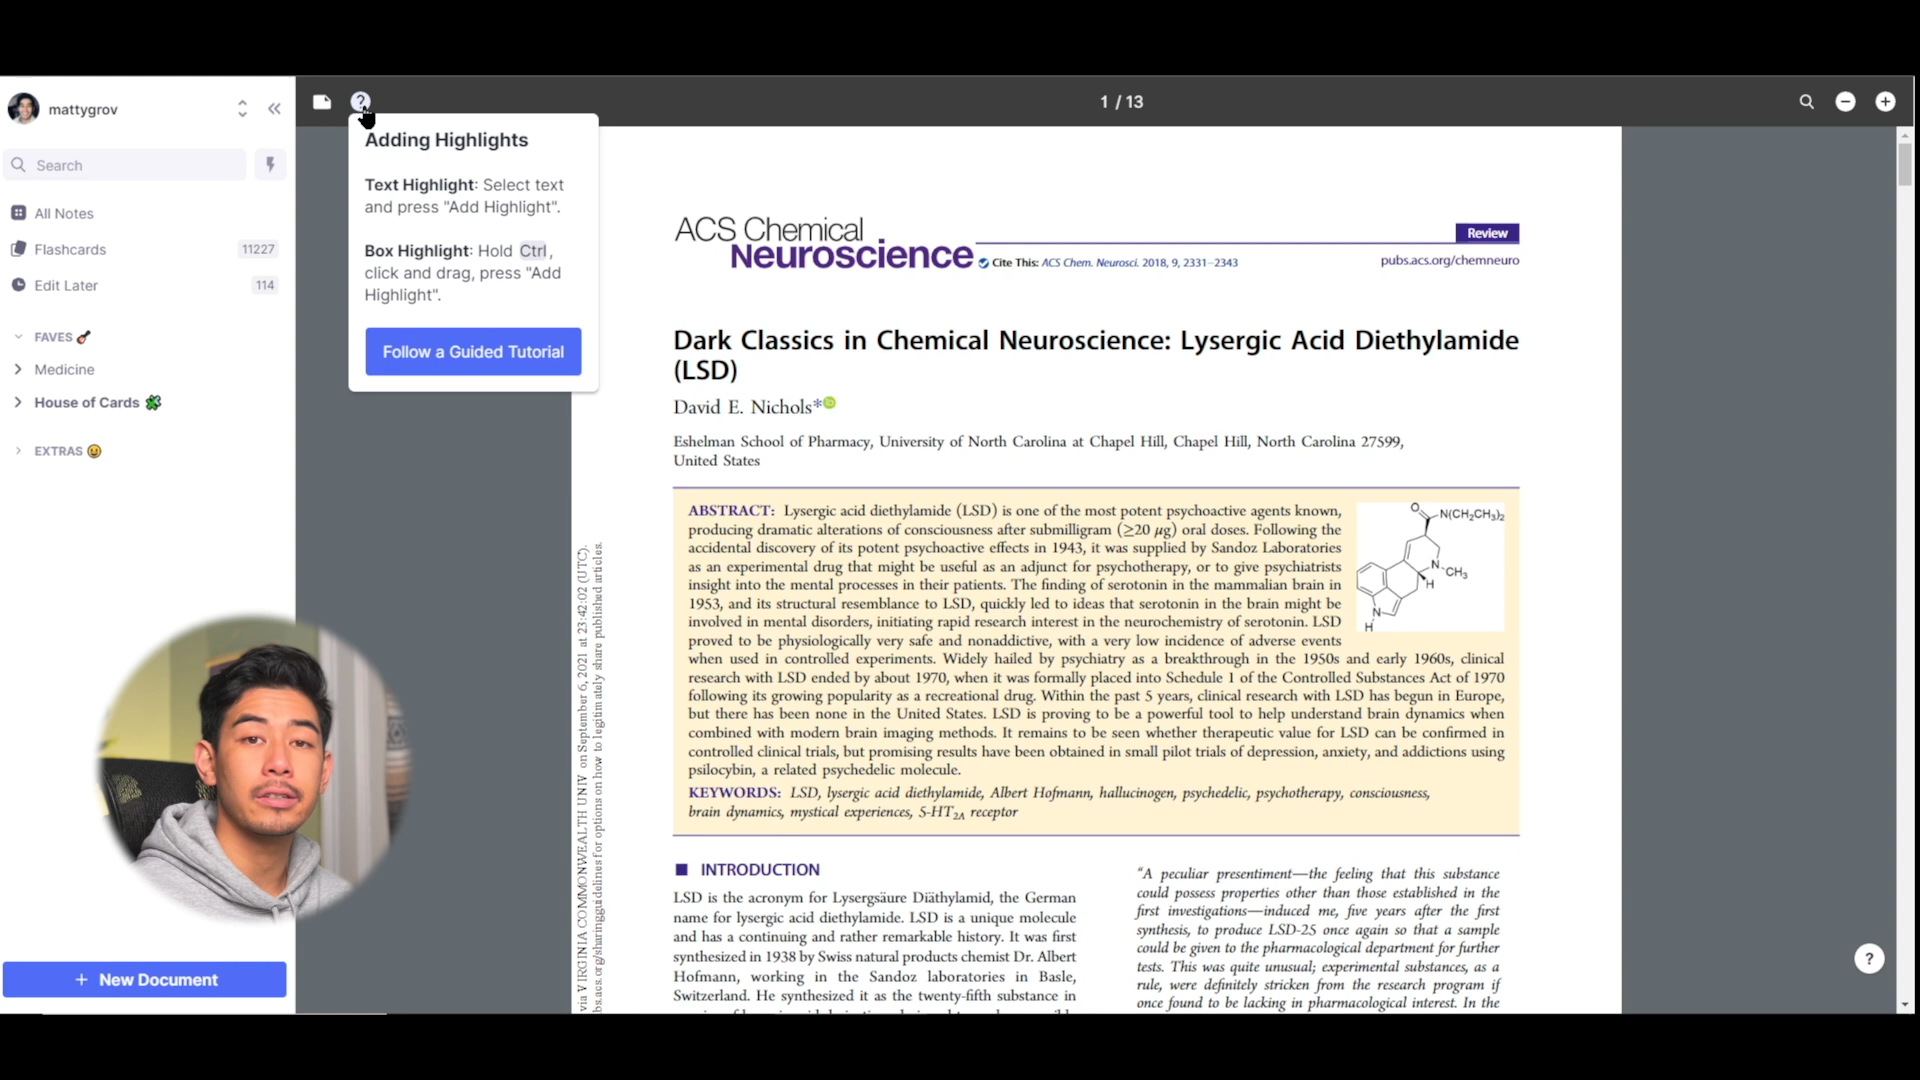 mattygrov
Search
All Notes
Flashcards 11227
Edit Later 114
FAVES
Medicine
House of Cards
EXTRAS
+ New Document
?
Adding Highlights
Text Highlight: Select text
and press "Add Highlight".
Box Highlight: Hold Ctrl,
click and drag, press "Add
Highlight".
Follow a Guided Tutorial
1 / 13
ACS Chemical
Neuroscience
Cite This: ACS Chem. Neurosci. 2018, 9, 2331−2343
Review
pubs.acs.org/chemneuro
Dark Classics in Chemical Neuroscience: Lysergic Acid Diethylamide
(LSD)
David E. Nichols*
Eshelman School of Pharmacy, University of North Carolina at Chapel Hill, Chapel Hill, North Carolina 27599,
United States
ABSTRACT: Lysergic acid diethylamide (LSD) is one of the most potent psychoactive agents known,
producing dramatic alterations of consciousness after submilligram (≥20 μg) oral doses. Following the
accidental discovery of its potent psychoactive effects in 1943, it was supplied by Sandoz Laboratories
as an experimental drug that might be useful as an adjunct for psychotherapy, or to give psychiatrists
insight into the mental processes in their patients. The finding of serotonin in the mammalian brain in
1953, and its structural resemblance to LSD, quickly led to ideas that serotonin in the brain might be
involved in mental disorders, initiating rapid research interest in the neurochemistry of serotonin. LSD
proved to be physiologically very safe and nonaddictive, with a very low incidence of adverse events
when used in controlled experiments. Widely hailed by psychiatry as a breakthrough in the 1950s and early 1960s, clinical
research with LSD ended by about 1970, when it was formally placed into Schedule 1 of the Controlled Substances Act of 1970
following its growing popularity as a recreational drug. Within the past 5 years, clinical research with LSD has begun in Europe,
but there has been none in the United States. LSD is proving to be a powerful tool to help understand brain dynamics when
combined with modern brain imaging methods. It remains to be seen whether therapeutic value for LSD can be confirmed in
controlled clinical trials, but promising results have been obtained in small pilot trials of depression, anxiety, and addictions using
psilocybin, a related psychedelic molecule.
O
N(CH2CH3)2
N
CH3
H
N
H
KEYWORDS: LSD, lysergic acid diethylamide, Albert Hofmann, hallucinogen, psychedelic, psychotherapy, consciousness,
brain dynamics, mystical experiences, 5-HT2A receptor
via VIRGINIA COMMONWEALTH UNIV on September 6, 2021 at 23:42:02 (UTC).
bs.acs.org/sharingguidelines for options on how to legitimately share published articles.
INTRODUCTION
LSD is the acronym for Lysergsäure Diäthylamid, the German
name for lysergic acid diethylamide. LSD is a unique molecule
and has a continuing and rather remarkable history. It was first
synthesized in 1938 by Swiss natural products chemist Dr. Albert
Hofmann, working in the Sandoz laboratories in Basle,
Switzerland. He synthesized it as the twenty-fifth substance in
“A peculiar presentiment—the feeling that this substance
could possess properties other than those established in the
first investigations—induced me, five years after the first
synthesis, to produce LSD-25 once again so that a sample
could be given to the pharmacological department for further
tests. This was quite unusual; experimental substances, as a
rule, were definitely stricken from the research program if
once found to be lacking in pharmacological interest. In the
?